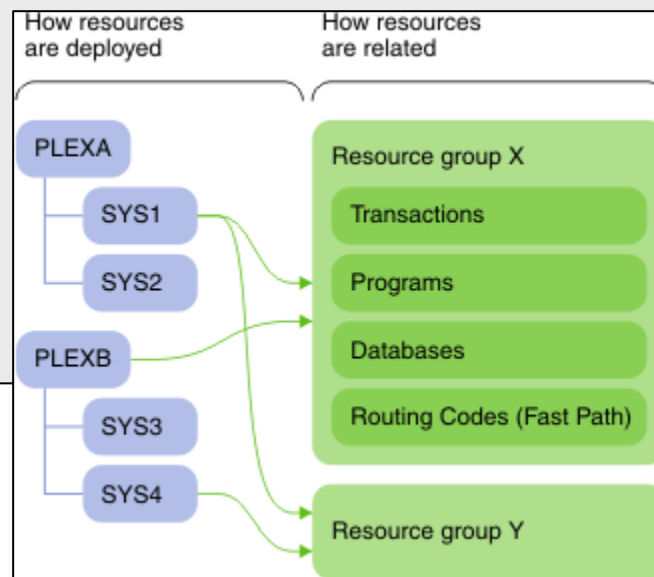 How resources
are deployed
How resources
are related
PLEXA
SYS1
SYS2
PLEXB
SYS3
SYS4
Resource group X
Transactions
Programs
Databases
Routing Codes (Fast Path)
Resource group Y